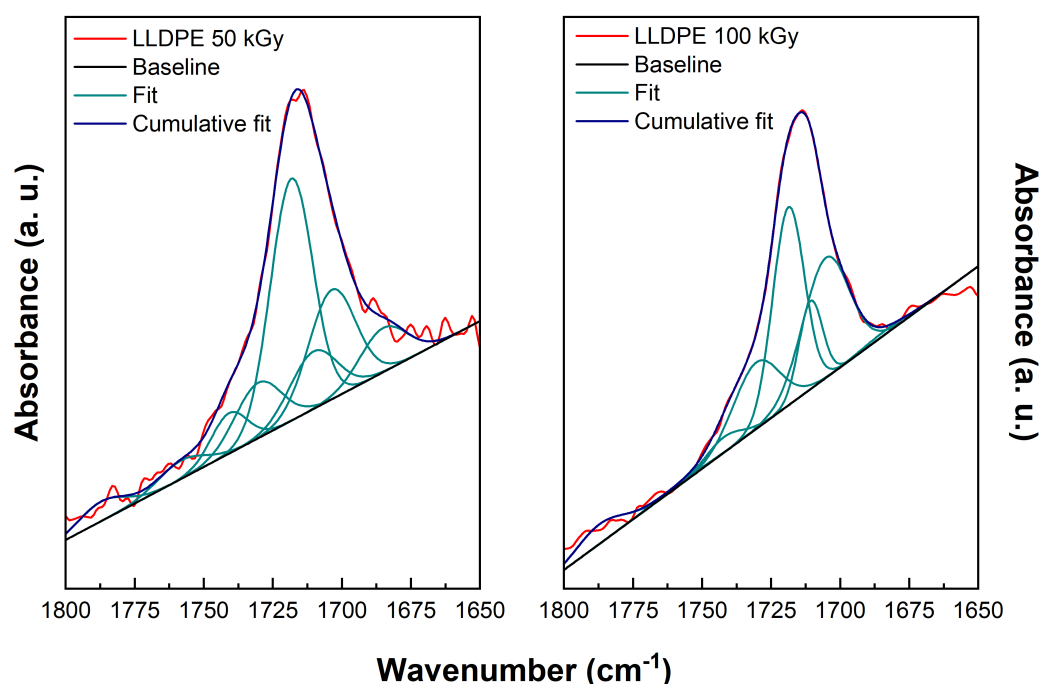 LLDPE 50 kGy
Baseline
Fit
Cumulative fit
Absorbance (a. u.)
1800 1775 1750 1725 1700 1675 1650
LLDPE 100 kGy
Baseline
Fit
Cumulative fit
Absorbance (a. u.)
1800 1775 1750 1725 1700 1675 1650
Wavenumber (cm⁻¹)